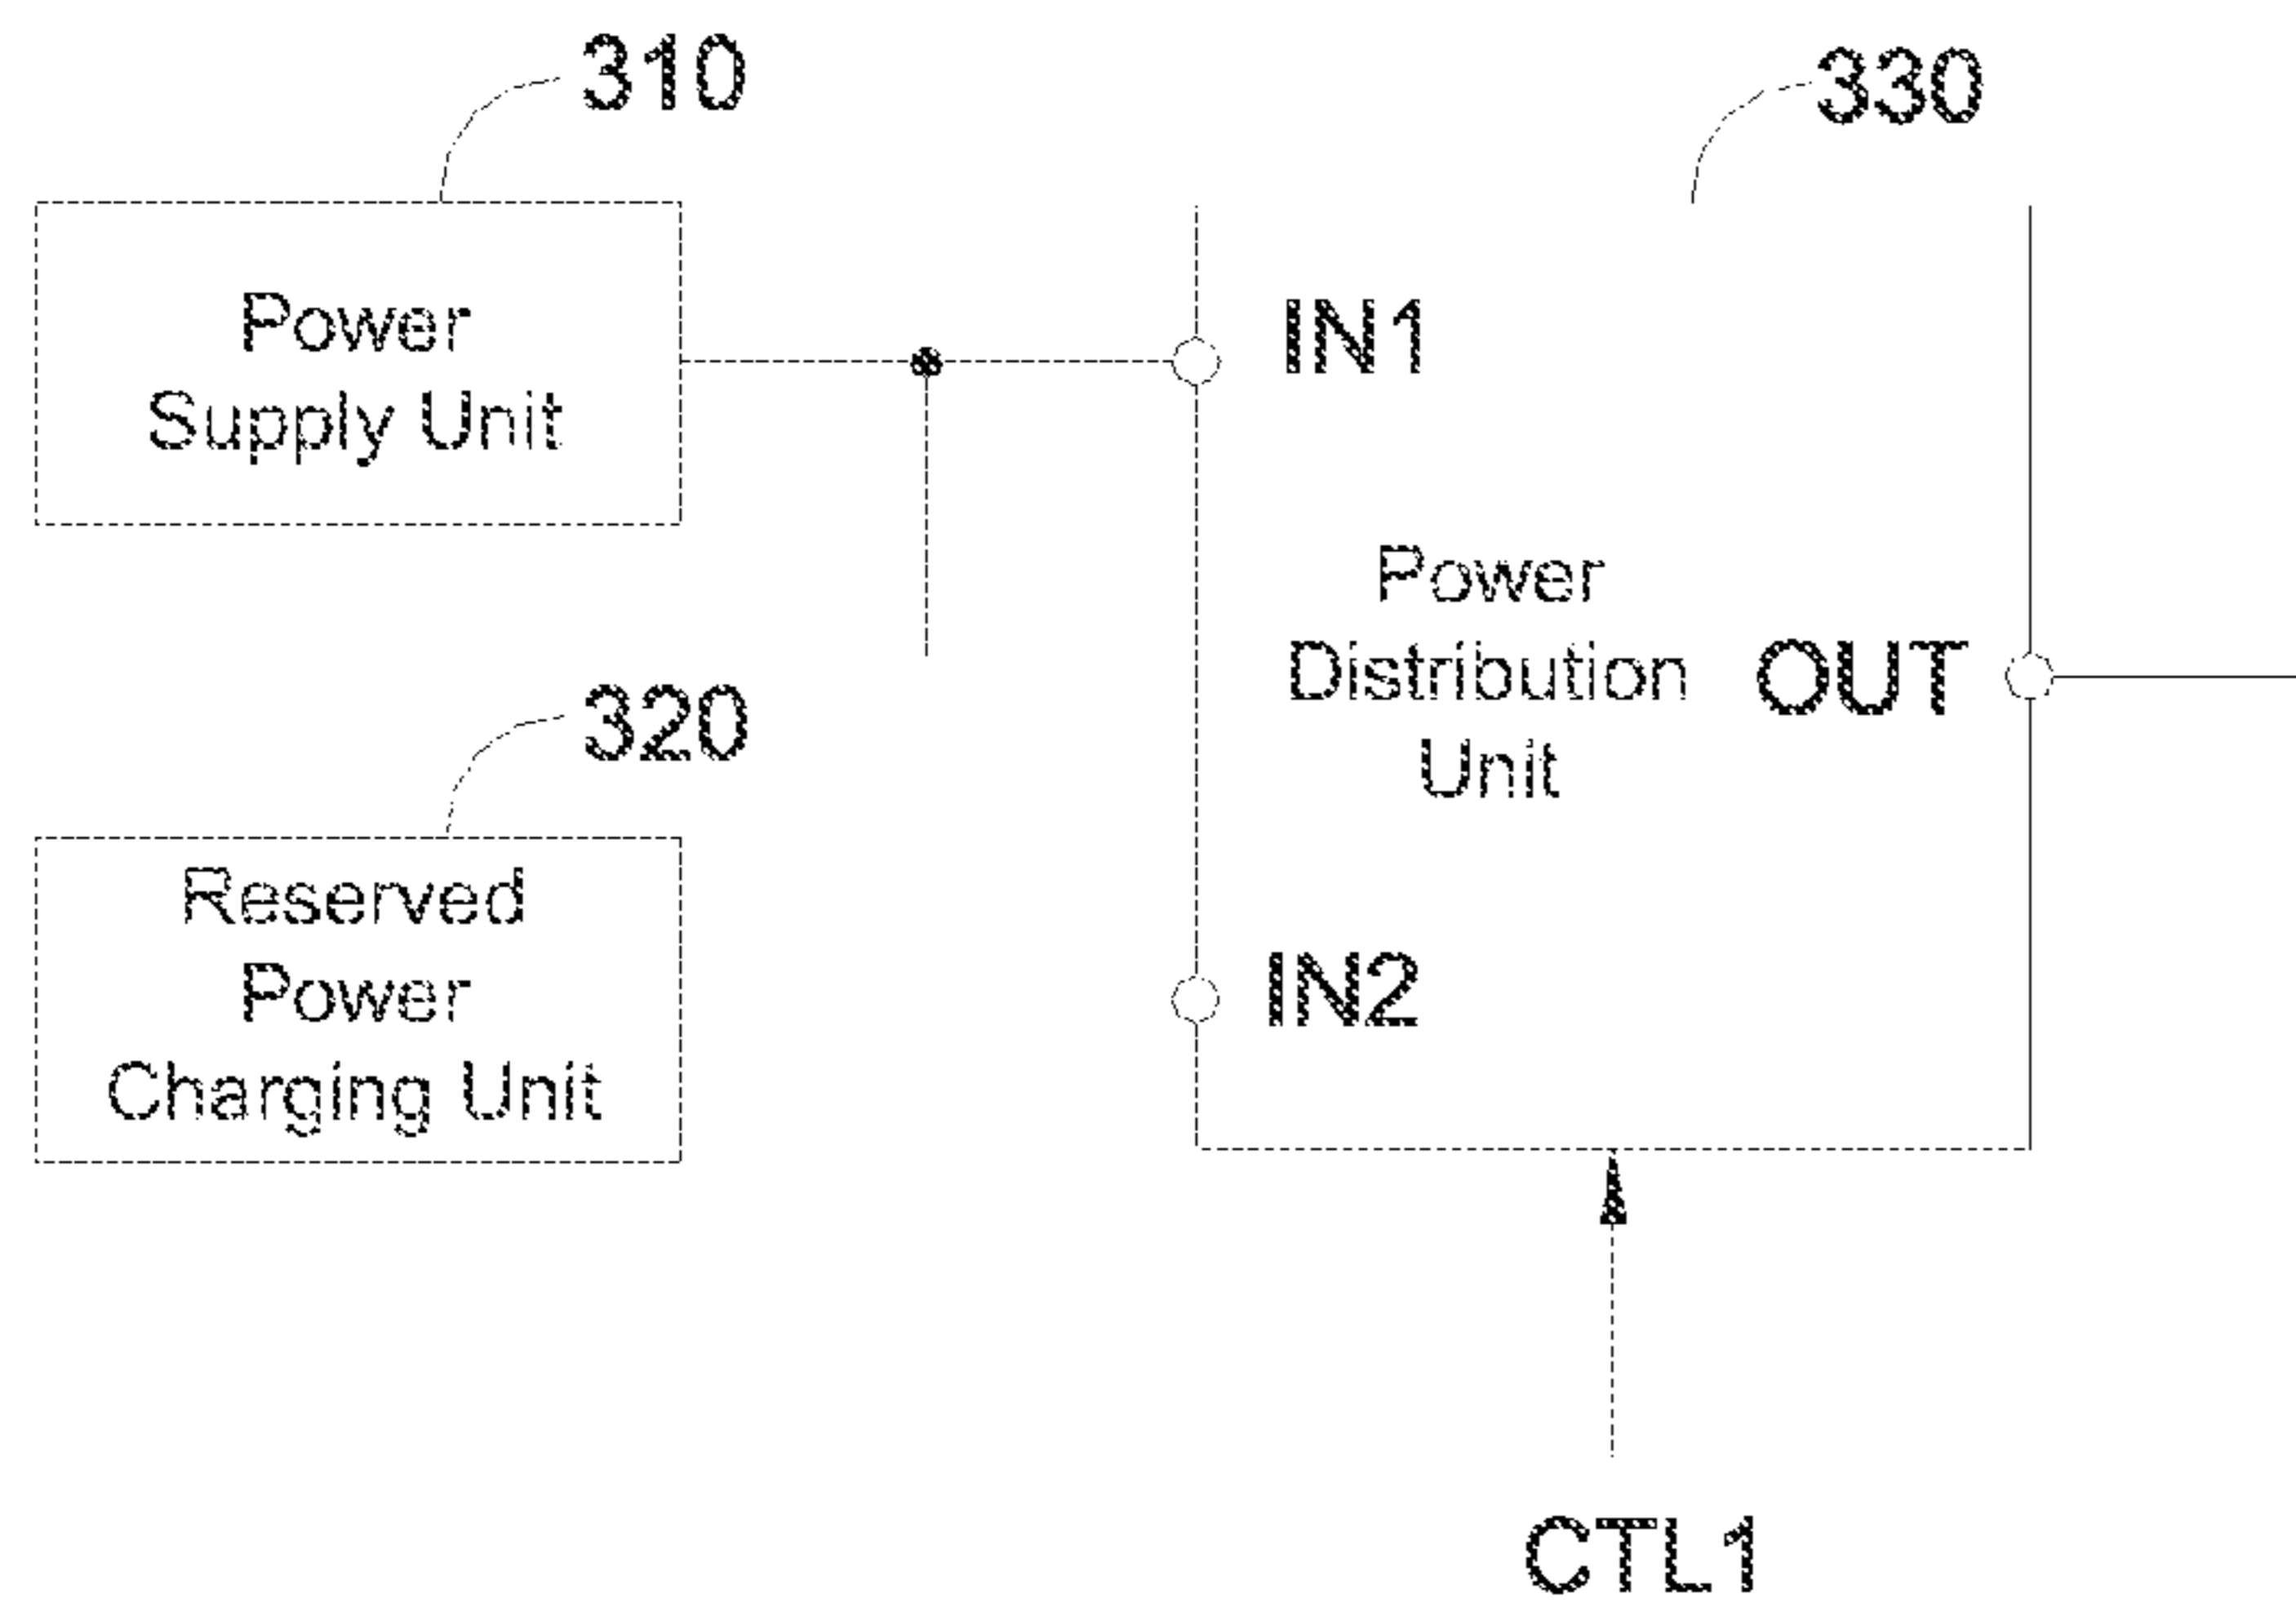 310
330
Power
Supply Unit
IN1
Power
Distribution
Unit
OUT
320
Reserved
Power
Charging Unit
IN2
CTL1